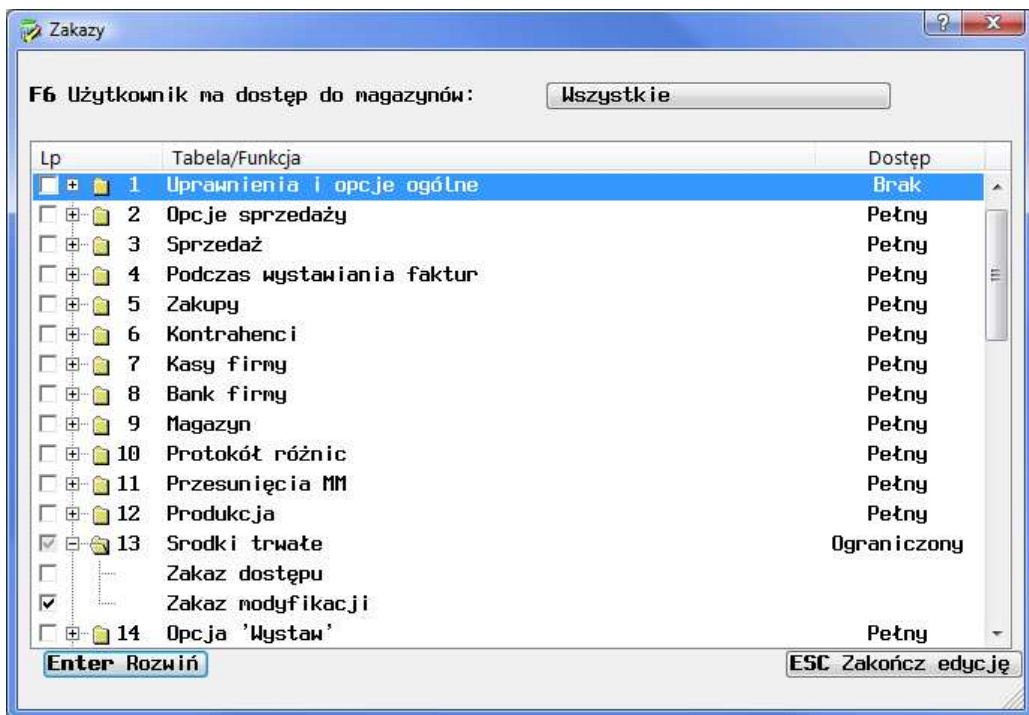 Zakazy
F6 Użytkownik ma dostęp do magazynów: Wszystkie
Lp Tabela/Funkcja Dostęp
1 Uprawnienia i opcje ogólne Brak
2 Opcje sprzedaży Pełny
3 Sprzedaż Pełny
4 Podczas wystawiania faktur Pełny
5 Zakupy Pełny
6 Kontrahenci Pełny
7 Kasy firmy Pełny
8 Bank firmy Pełny
9 Magazyn Pełny
10 Protokół różnic Pełny
11 Przesunięcia MM Pełny
12 Produkcja Pełny
13 Srodki trwałe Ograniczony
Zakaz dostępu
Zakaz modyfikacji
14 Opcja 'Wystaw' Pełny
Enter Rozwiń ESC Zakończ edycję